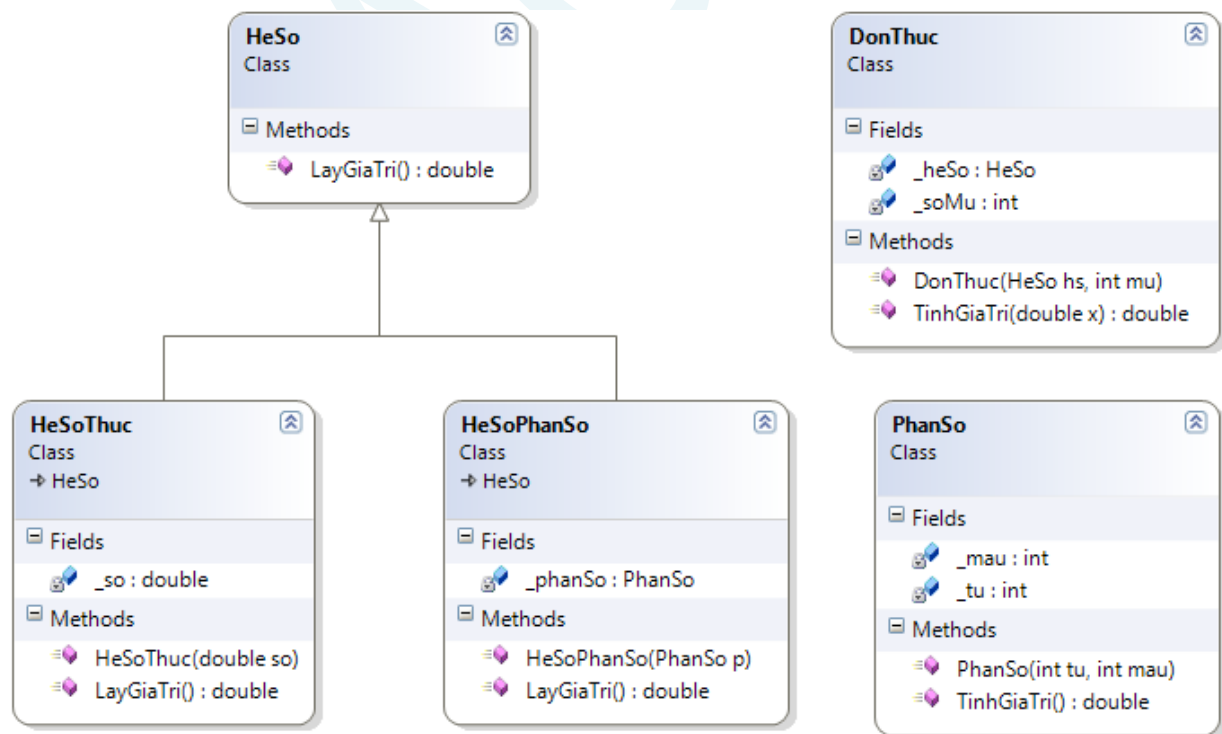 HeSo
Class
Methods
LayGiaTri() : double
DonThuc
Class
Fields
_heSo : HeSo
_soMu : int
Methods
DonThuc(HeSo hs, int mu)
TinhGiaTri(double x) : double
HeSoThuc
Class
HeSo
Fields
_so : double
Methods
HeSoThuc(double so)
LayGiaTri() : double
HeSoPhanSo
Class
HeSo
Fields
_phanSo : PhanSo
Methods
HeSoPhanSo(PhanSo p)
LayGiaTri() : double
PhanSo
Class
Fields
_mau : int
_tu : int
Methods
PhanSo(int tu, int mau)
TinhGiaTri() : double